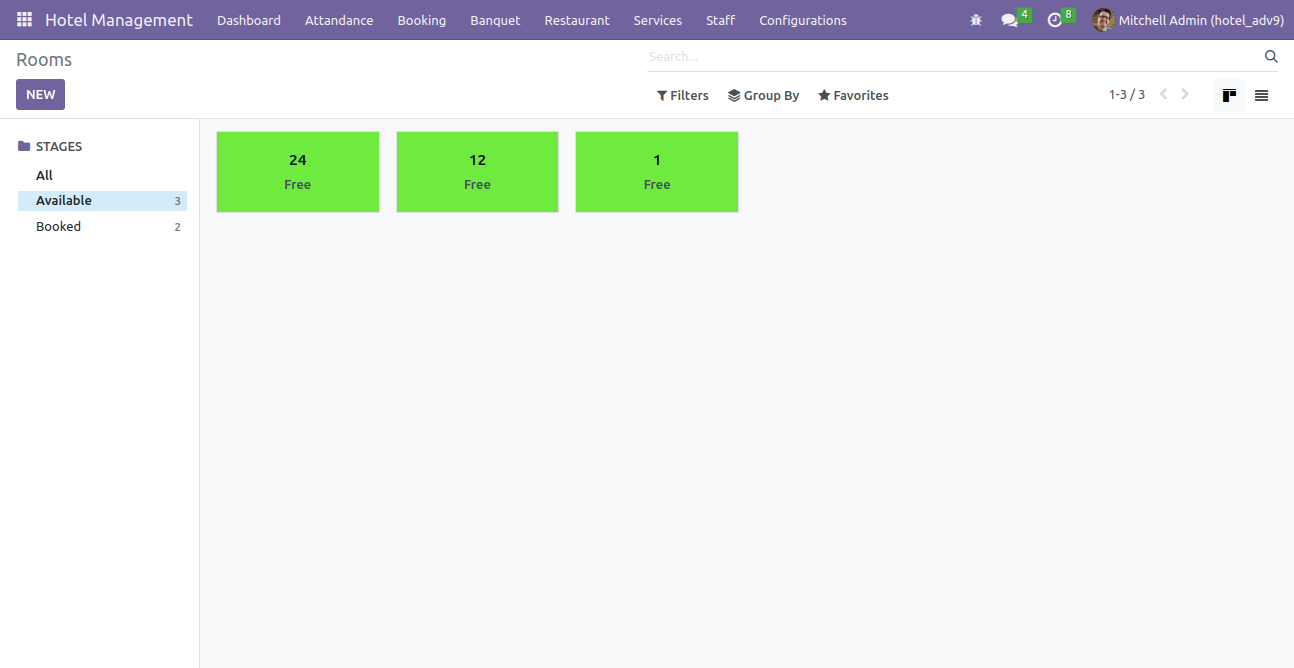 Hotel Management Dashboard Attandance Booking Banquet Restaurant Services Staff Configurations 4 8 Mitchell Admin (hotel_adv9)
Rooms
Search...
NEW
Filters Group By Favorites 1-3 / 3
STAGES
All
Available 3
Booked 2
24
Free
12
Free
1
Free